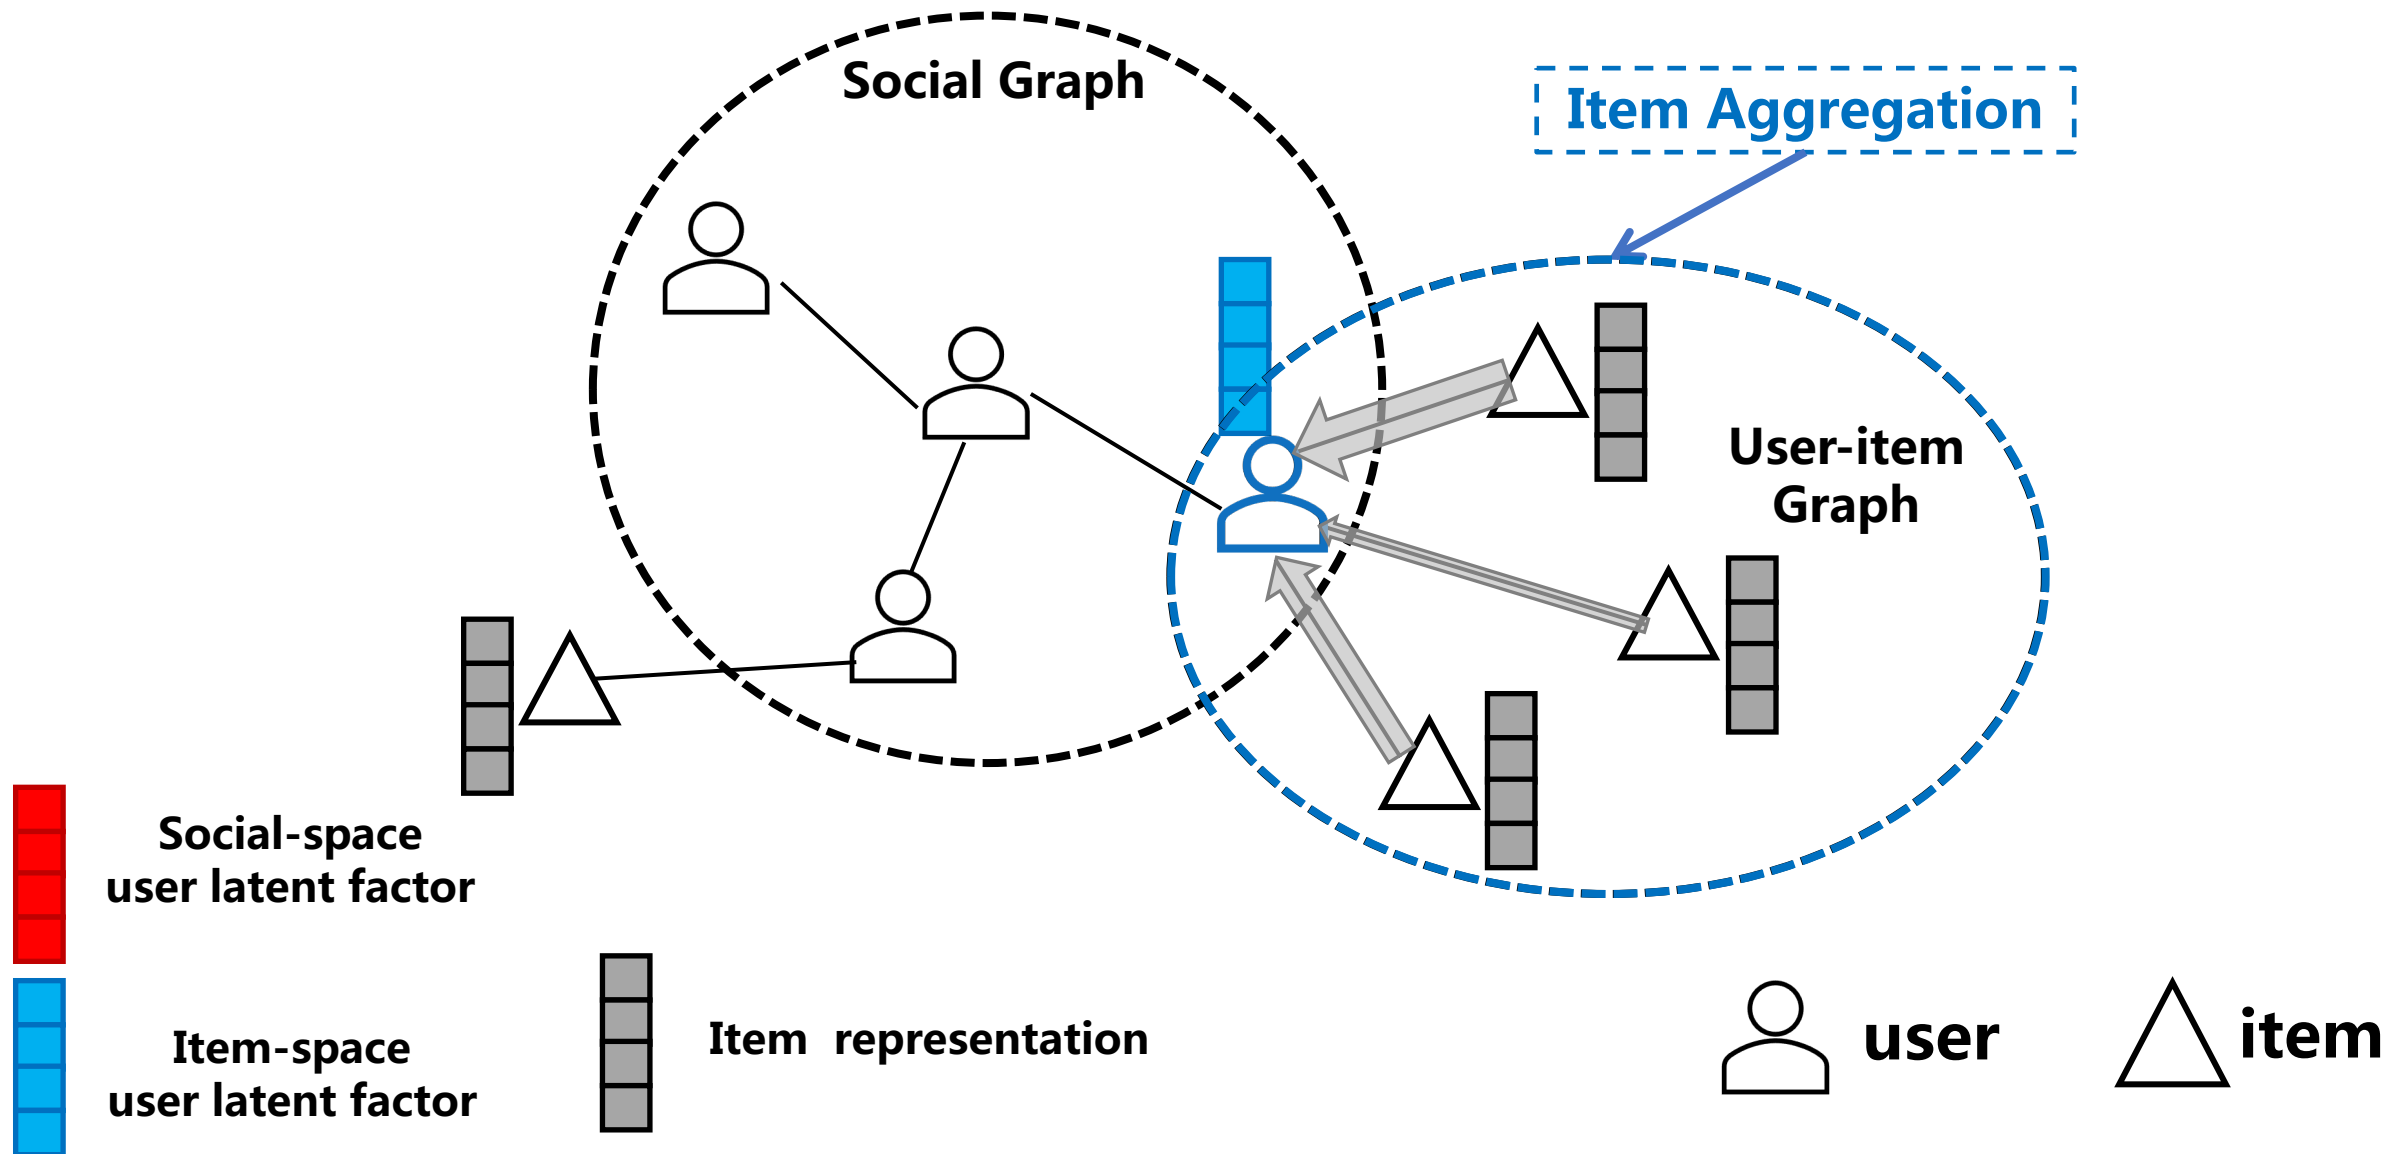 Social Graph
Item Aggregation
User-item
Graph
Social-space
user latent factor
Item-space
user latent factor
Item representation
user
item